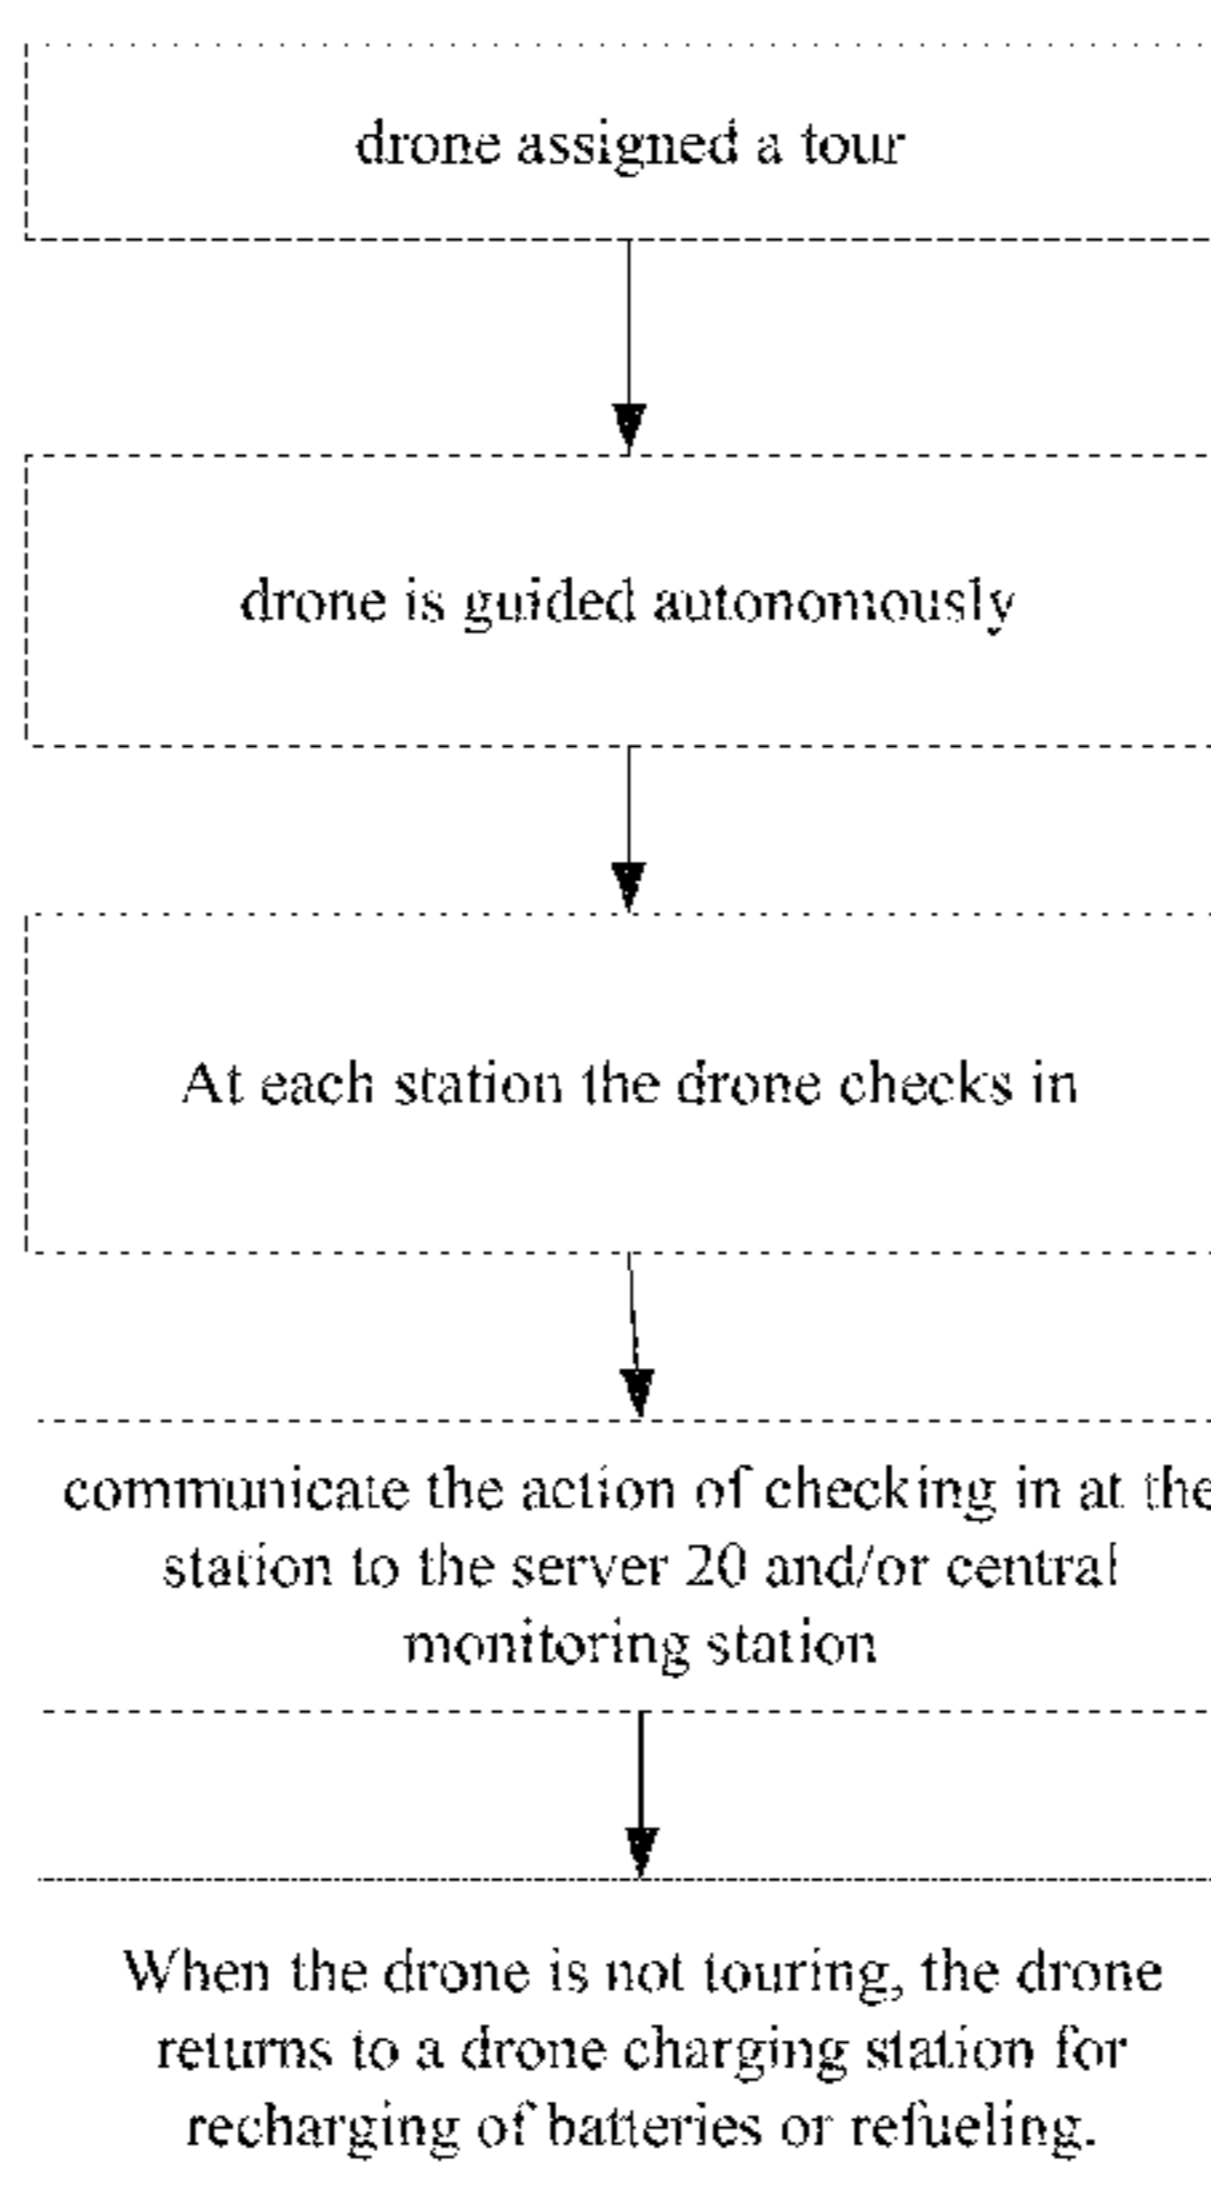 drone assigned a tour
drone is guided autonomously
At each station the drone checks in
communicate the action of checking in at the
station to the server 20 and/or central
monitoring station
When the drone is not touring, the drone
returns to a drone charging station for
recharging of batteries or refueling.